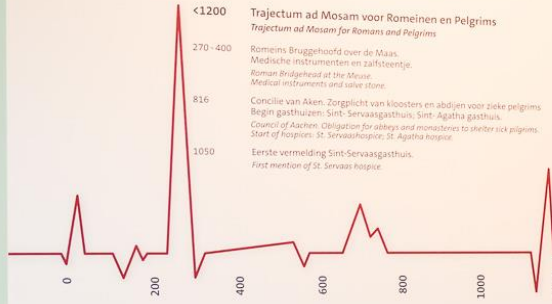 <1200 Trajectum ad Mosam voor Romeinen en Pelgrims
Trajectum ad Mosam for Romans and Pelgrims
270 - 400 Romeins Bruggehoofd over de Maas.
Medische instrumenten en zalfsteentje.
Roman Bridgehead at the Meuse.
Medical instruments and salve stone.
816 Concilie van Aken. Zorgplicht van kloosters en abdijen voor zieke pelgrims
Begin gasthuizen: Sint- Servaasgasthuis; Sint- Agatha gasthuis.
Council of Aachen. Obligation for abbeys and monasteries to shelter sick pilgrims.
Start of hospices: St. Servaashospice; St. Agatha hospice.
1050 Eerste vermelding Sint-Servaasgasthuis.
First mention of St. Servaas hospice.
0 200 400 600 800 1000